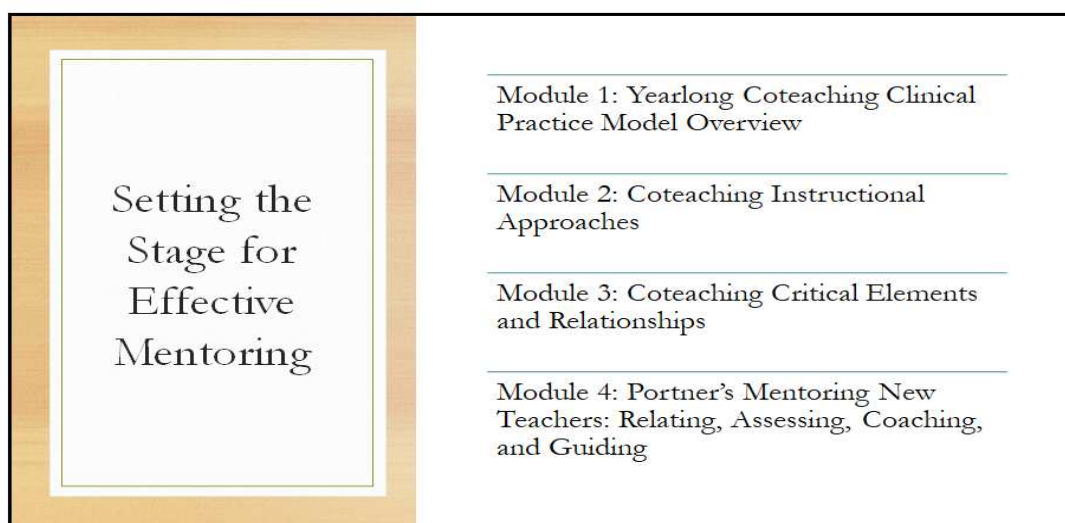 Setting the
Stage for
Effective
Mentoring
Module 1: Yearlong Coteaching Clinical
Practice Model Overview
Module 2: Coteaching Instructional
Approaches
Module 3: Coteaching Critical Elements
and Relationships
Module 4: Portner's Mentoring New
Teachers: Relating, Assessing, Coaching,
and Guiding